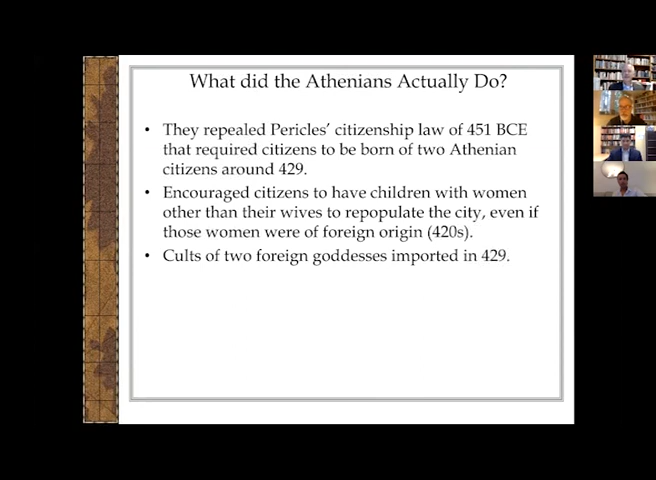 What did the Athenians Actually Do?
• They repealed Pericles' citizenship law of 451 BCE
that required citizens to be born of two Athenian
citizens around 429.
• Encouraged citizens to have children with women
other than their wives to repopulate the city, even if
those women were of foreign origin (420s).
• Cults of two foreign goddesses imported in 429.